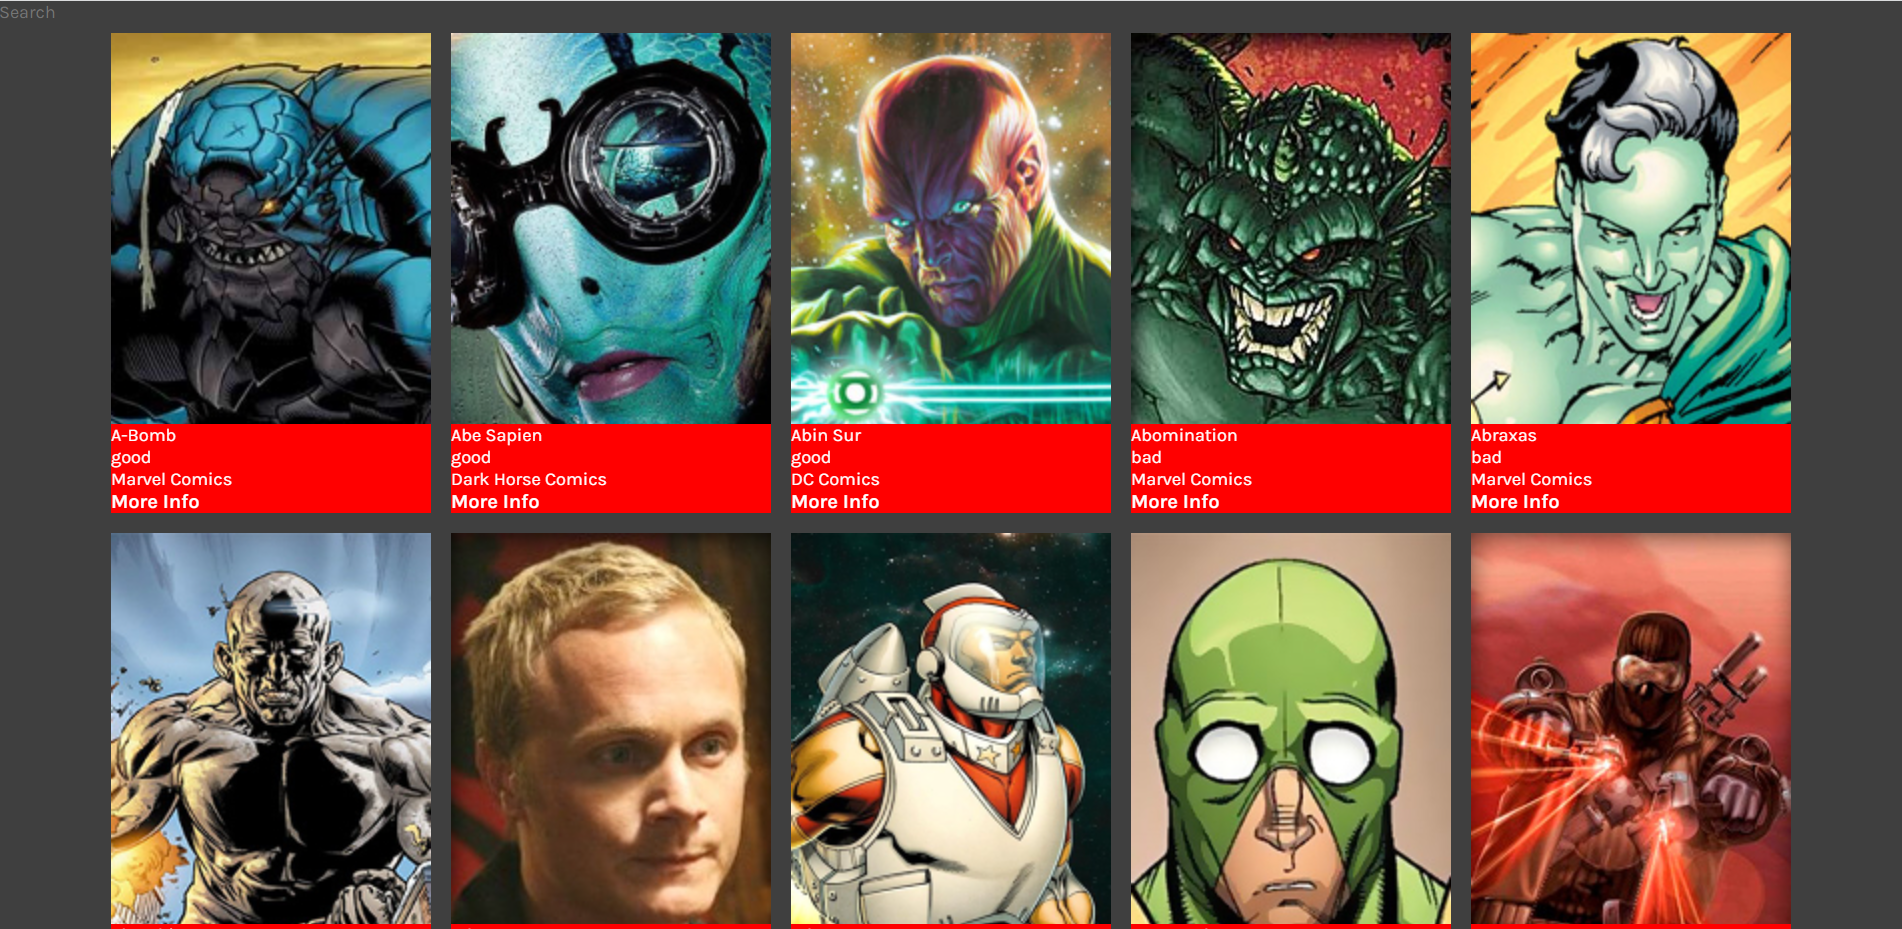 Search
A-Bomb
good
Marvel Comics
More Info
Abe Sapien
good
Dark Horse Comics
More Info
Abin Sur
good
DC Comics
More Info
Abomination
bad
Marvel Comics
More Info
Abraxas
bad
Marvel Comics
More Info